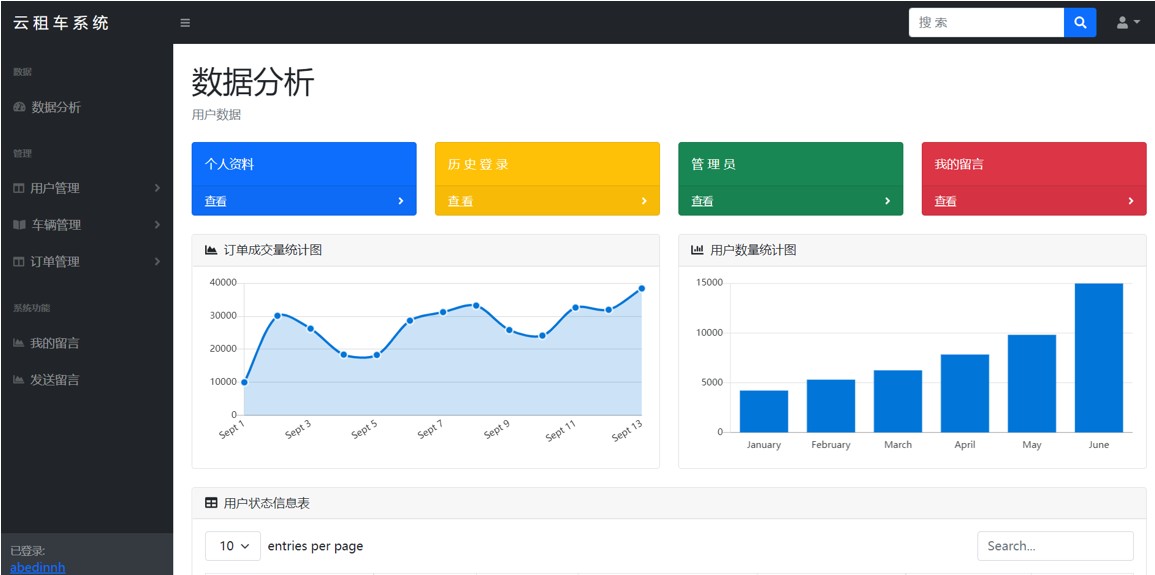 云租车系统
搜 索
数据
数据分析
管理
用户管理
车辆管理
订单管理
系统功能
我的留言
发送留言
已登录:
abedinnh
数据分析
用户数据
个人资料
查看
历 史 登 录
查 看
管 理 员
查看
我的留言
查看
订单成交量统计图
40000
30000
20000
10000
0
Sept 1
Sept 3
Sept 5
Sept 7
Sept 9
Sept 11
Sept 13
用户数量统计图
15000
10000
5000
0
January
February
March
April
May
June
用户状态信息表
10 entries per page
Search...